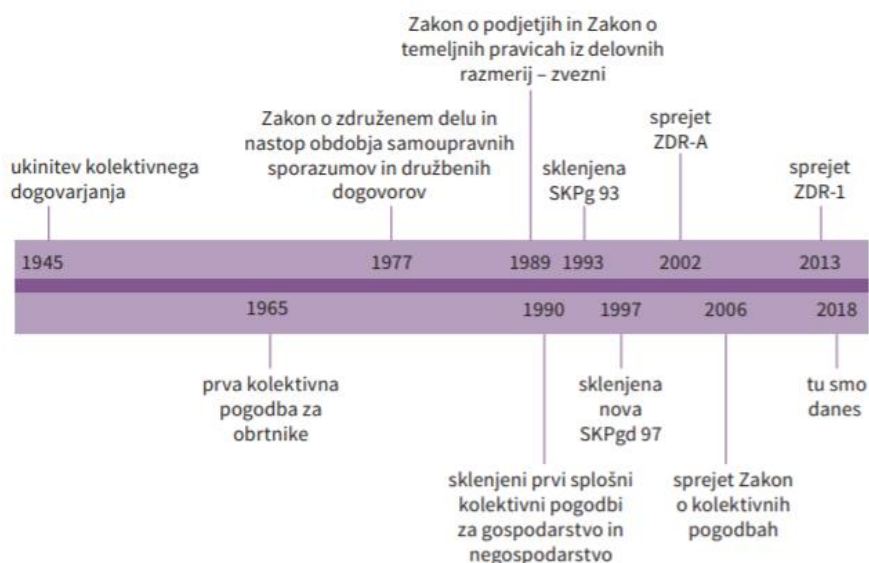 Zakon o podjetjih in Zakon o
temeljnih pravicah iz delovnih
razmerij – zvezni
Zakon o združenem delu in
nastop obdobja samoupravnih
sporazumov in družbenih
dogovorov
sprejet
ZDR-A
ukinitev kolektivnega
dogovarjanja
sklenjena
SKPg 93
sprejet
ZDR-1
1945 1977 1989 1993 2002 2013
1965 1990 1997 2006 2018
prva kolektivna
pogodba za
obrtnike
sklenjena
nova
SKPgd 97
tu smo
danes
sklenjeni prvi splošni
kolektivni pogodbi
za gospodarstvo in
negospodarstvo
sprejet Zakon
o kolektivnih
pogodbah